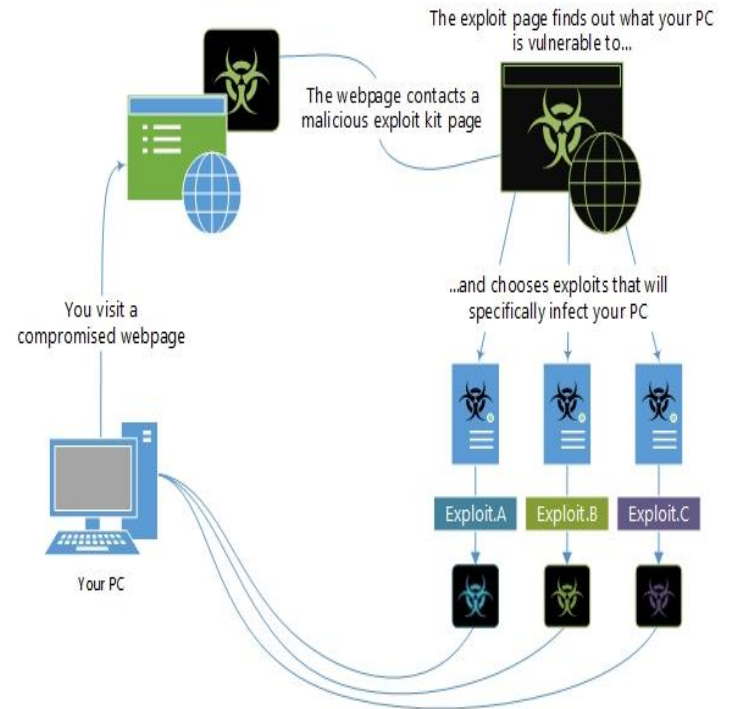 The exploit page finds out what your PC
is vulnerable to...
The webpage contacts a
malicious exploit kit page
...and chooses exploits that will
specifically infect your PC
You visit a
compromised webpage
Exploit.A
Exploit.B
Exploit.C
Your PC